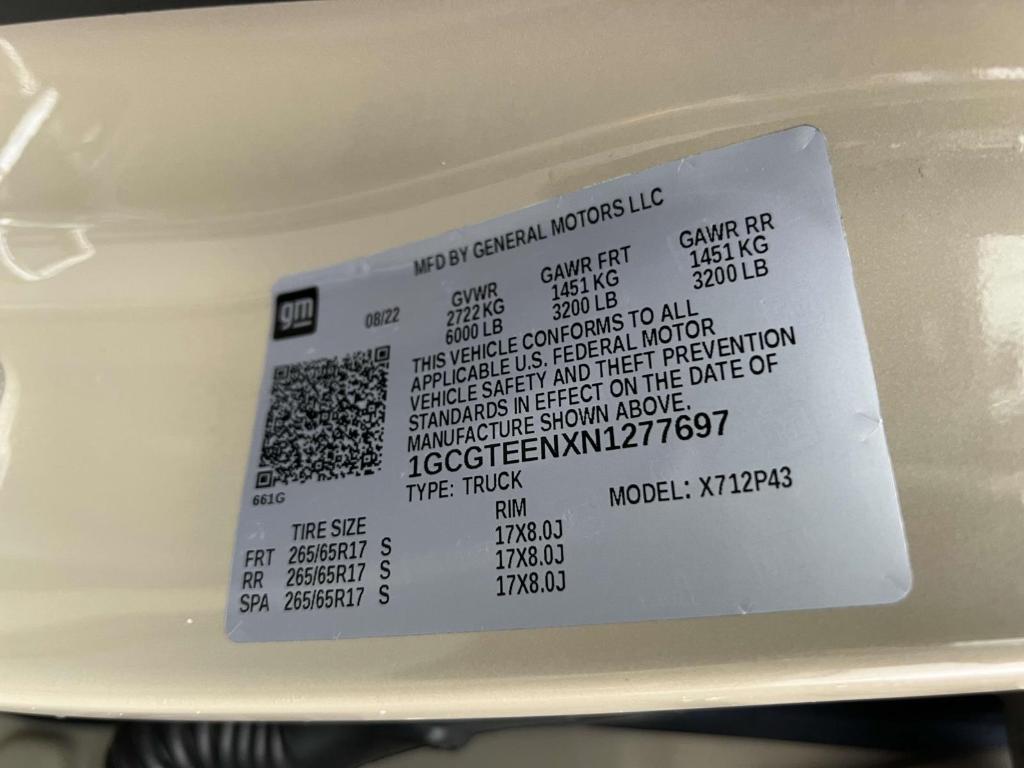 MFD BY GENERAL MOTORS LLC
gm
08/22
GVWR
2722 KG
6000 LB
GAWR FRT
1451 KG
3200 LB
GAWR RR
1451 KG
3200 LB
THIS VEHICLE CONFORMS TO ALL
APPLICABLE U.S. FEDERAL MOTOR
VEHICLE SAFETY AND THEFT PREVENTION
STANDARDS IN EFFECT ON THE DATE OF
MANUFACTURE SHOWN ABOVE.
1GCGTEENXN1277697
TYPE: TRUCK
MODEL: X712P43
661G
TIRE SIZE RIM
FRT 265/65R17 S 17X8.0J
RR 265/65R17 S 17X8.0J
SPA 265/65R17 S 17X8.0J